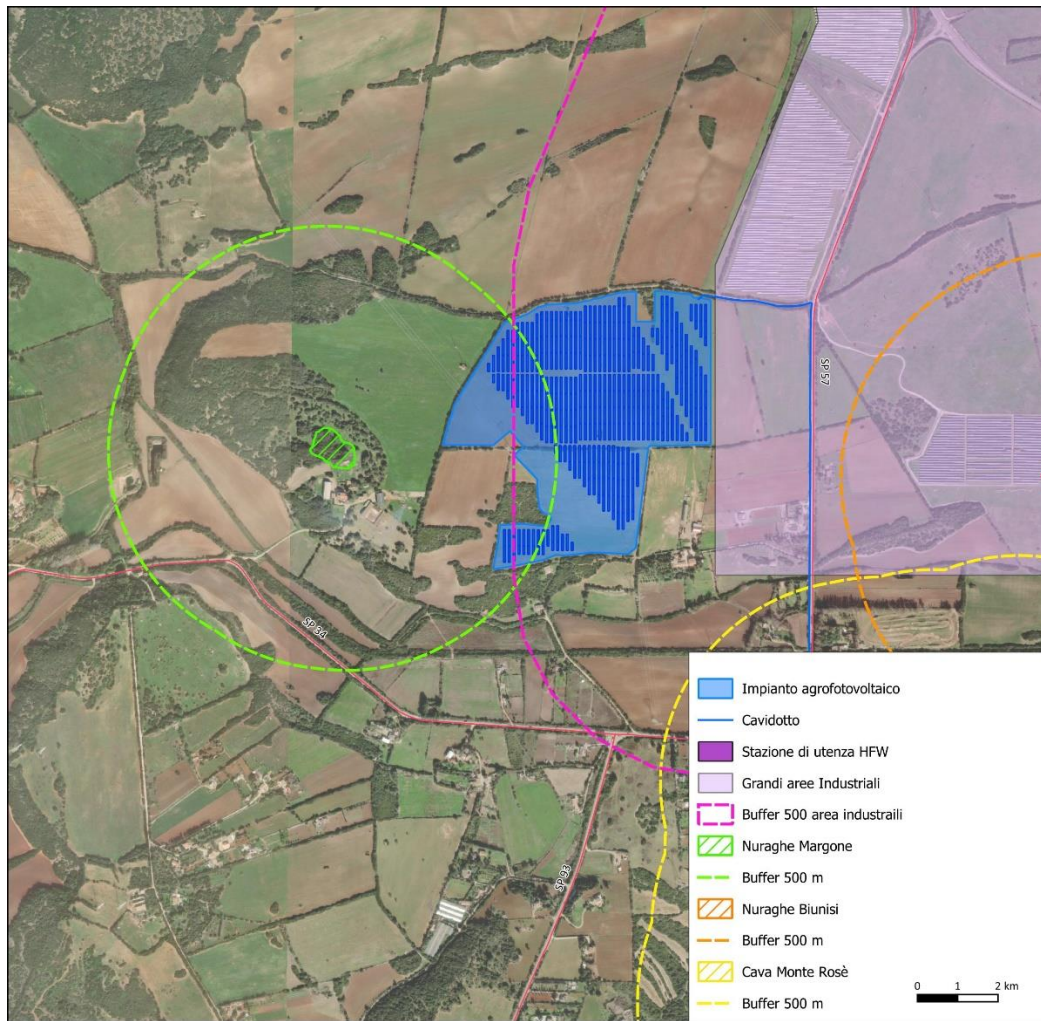 SP 57
SP 34
SP 93
Impianto agrofotovoltaico
Cavidotto
Stazione di utenza HFW
Grandi aree Industriali
Buffer 500 area industraili
Nuraghe Margone
Buffer 500 m
Nuraghe Biunisi
Buffer 500 m
Cava Monte Rosè
Buffer 500 m
0 1 2 km